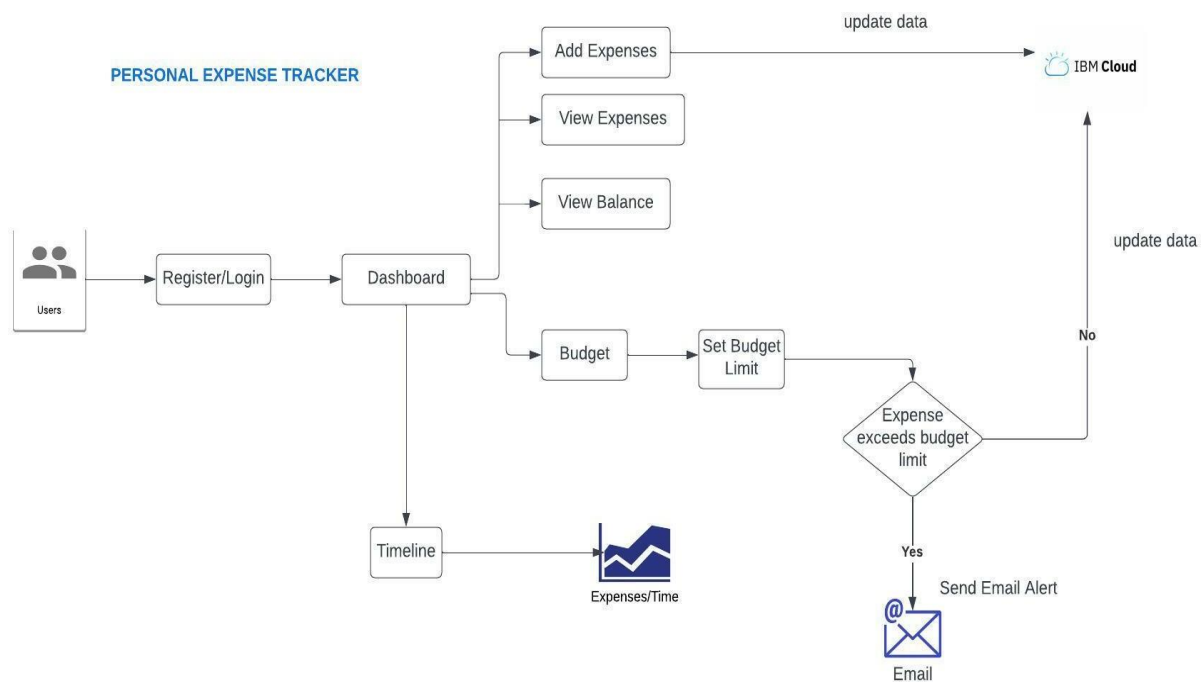 update data
Add Expenses
IBM Cloud
PERSONAL EXPENSE TRACKER
View Expenses
View Balance
update data
Users
Register/Login
Dashboard
No
Budget
Set Budget
Limit
Expense
exceeds budget
limit
Timeline
Yes
Expenses/Time
Send Email Alert
@
Email